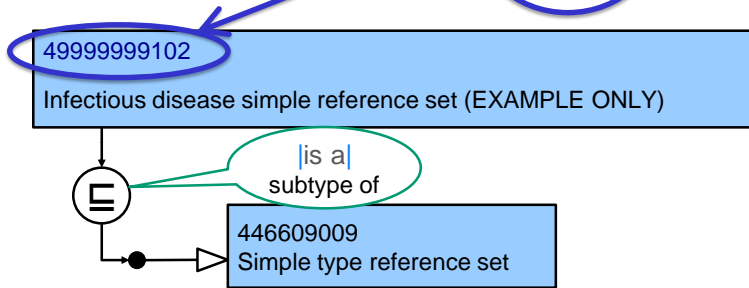 49999999102
Infectious disease simple reference set (EXAMPLE ONLY)
|is a|
subtype of
⊑
446609009
Simple type reference set